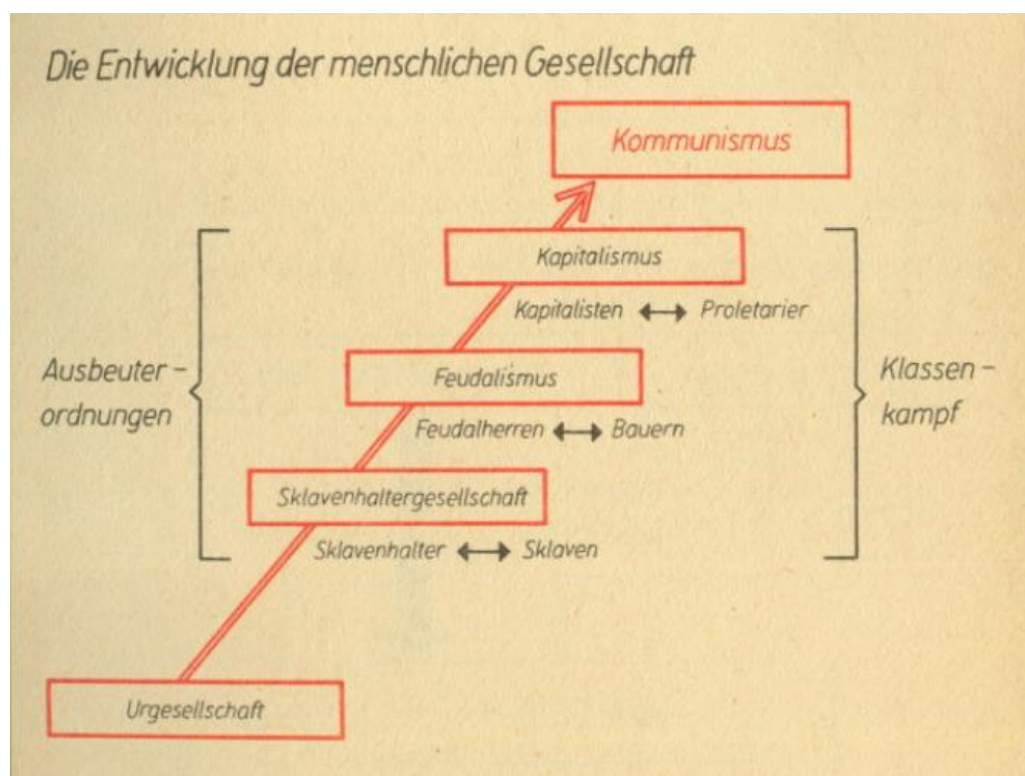 Die Entwicklung der menschlichen Gesellschaft
Kommunismus
Kapitalismus
Kapitalisten ↔ Proletarier
Ausbeuter-
ordnungen
Feudalismus
Klassen-
kampf
Feudalherren ↔ Bauern
Sklavenhaltergesellschaft
Sklavenhalter ↔ Sklaven
Urgesellschaft